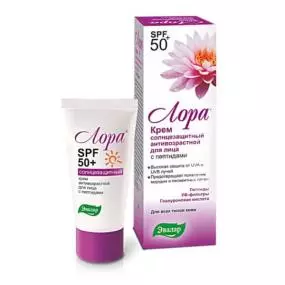 SPF 50+
Лора
Крем
солнцезащитный
антивозрастной
для лица
с пептидами
Высокая защита от UVA и
UVB лучей
Предотвращает появление
морщин и пигментных пятен
Пептиды
УФ-фильтры
Гиалуроновая кислота
Для всех типов кожи
Эвалар
Лора
SPF
50+
солнцезащитный
крем
антивозрастной
для лица
с пептидами
Эвалар